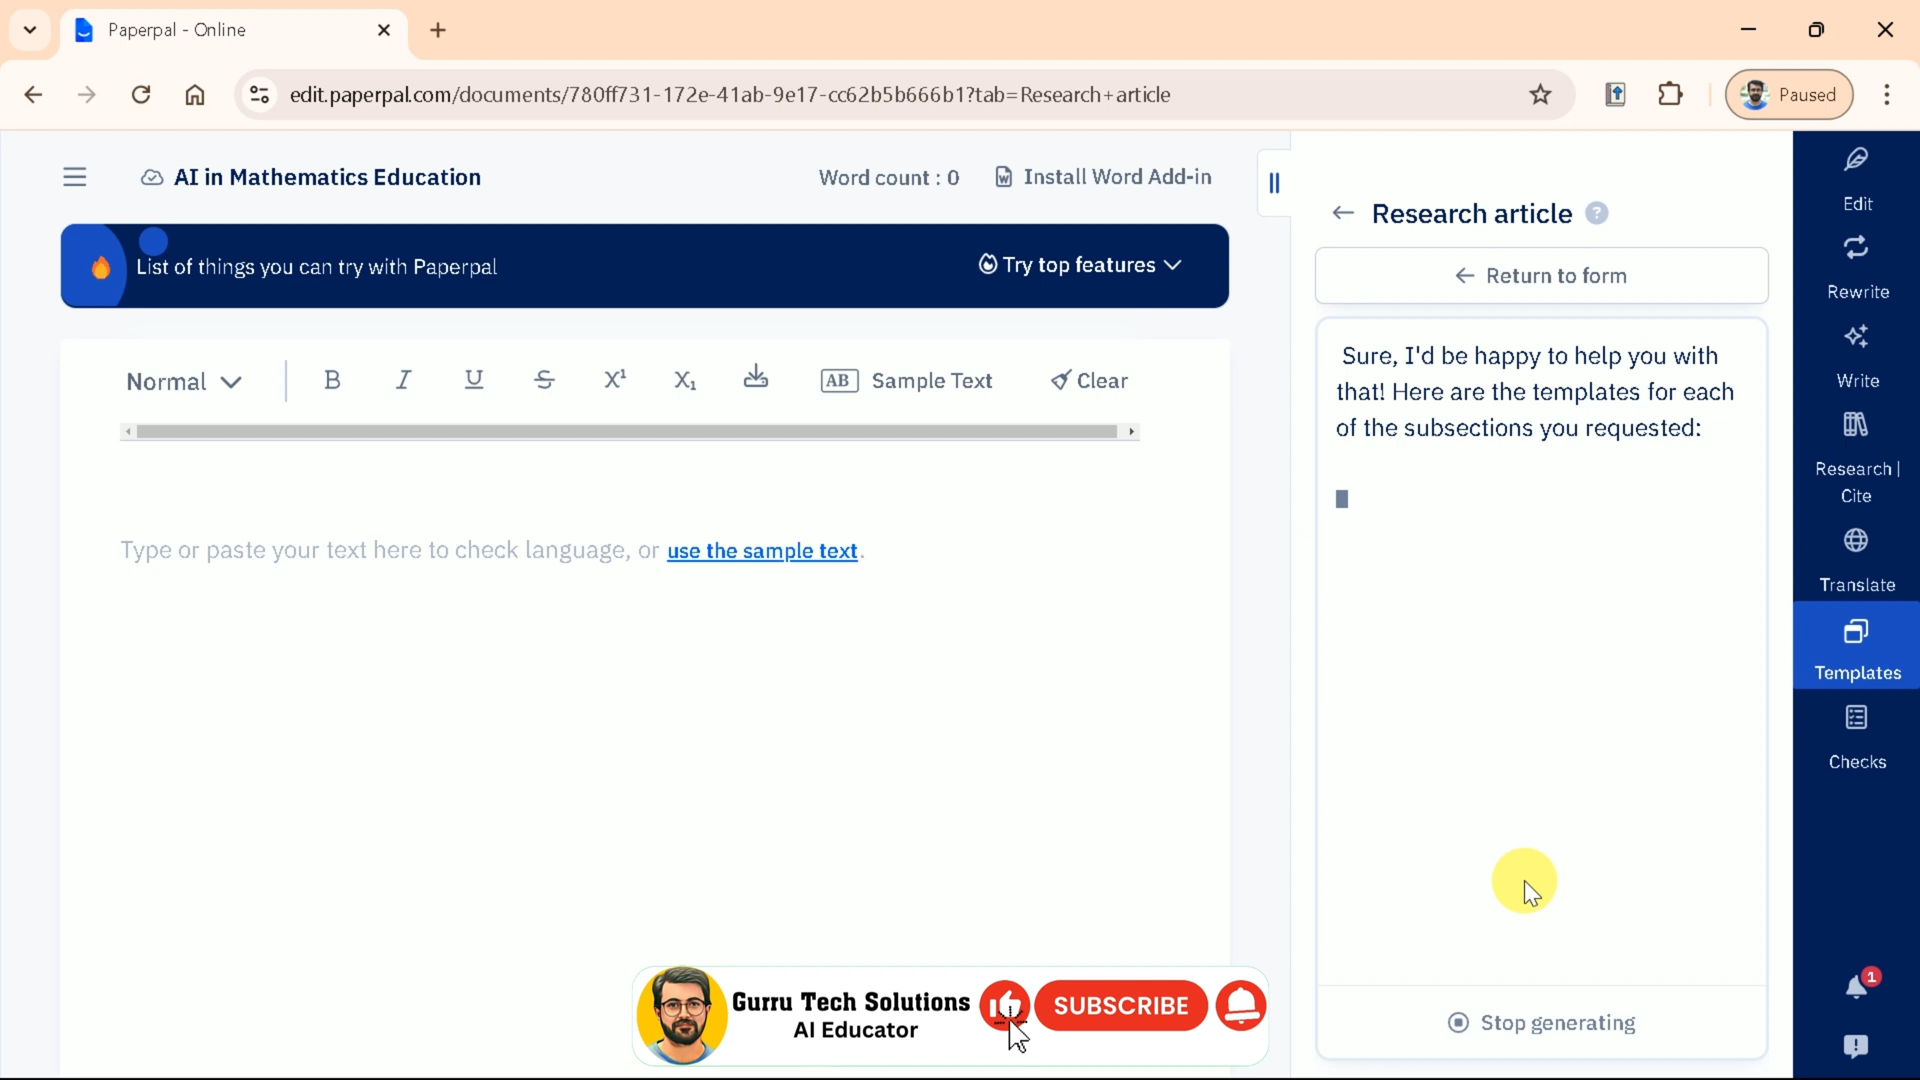 Paperpal - Online
edit.paperpal.com/documents/780ff731-172e-41ab-9e17-cc62b5b666b1?tab=Research+article
Paused
AI in Mathematics Education
Word count : 0
Install Word Add-in
List of things you can try with Paperpal
Try top features
Normal
B
I
U
S
X¹
X₁
AB
Sample Text
Clear
Type or paste your text here to check language, or use the sample text.
Research article ?
Return to form
Sure, I'd be happy to help you with
that! Here are the templates for each
of the subsections you requested:
Stop generating
Edit
Rewrite
Write
Research |
Cite
Translate
Templates
Checks
1
Gurru Tech Solutions
AI Educator
SUBSCRIBE